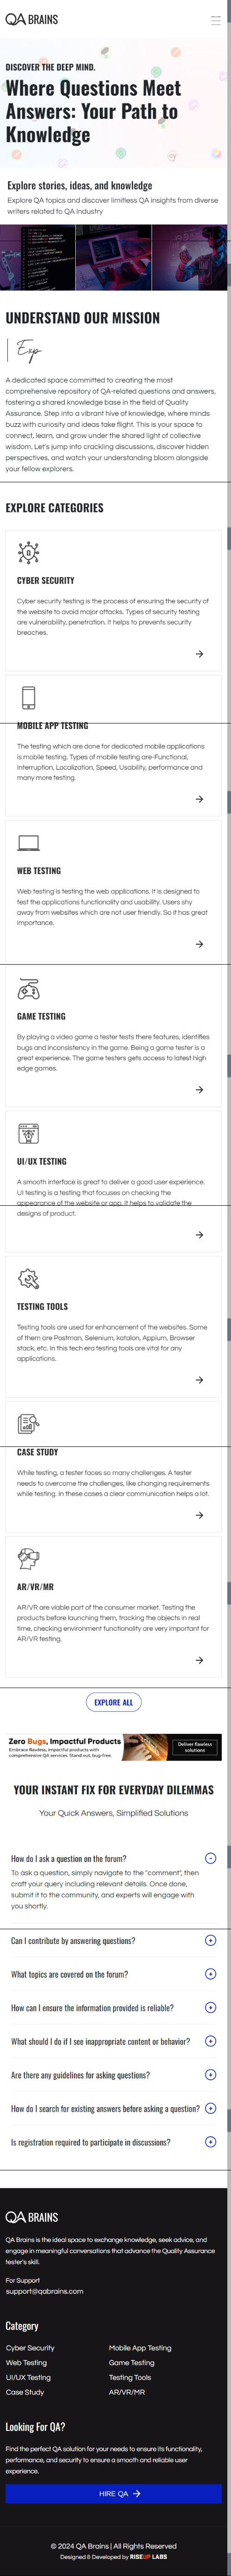 QA BRAINS
DISCOVER THE DEEP MIND.
Where Questions Meet
Answers: Your Path to
Knowledge
Explore stories, ideas, and knowledge
Explore QA topics and discover limitless QA insights from diverse
writers related to QA Industry
UNDERSTAND OUR MISSION
Exp
A dedicated space committed to creating the most
comprehensive repository of QA-related questions and answers,
fostering a shared knowledge base in the field of Quality
Assurance. Step into a vibrant hive of knowledge, where minds
buzz with curiosity and ideas take flight. This is your space to
connect, learn, and grow under the shared light of collective
wisdom. Let's jump into crackling discussions, discover hidden
perspectives, and watch your understanding bloom alongside
your fellow explorers.
EXPLORE CATEGORIES
CYBER SECURITY
Cyber security testing is the process of ensuring the security of
the website to avoid major attacks. Types of security testing
are vulnerability, penetration. It helps to prevents security
breaches.
MOBILE APP TESTING
The testing which are done for dedicated mobile applications
is mobile testing. Types of mobile testing are-Functional,
Interruption, Localization, Speed, Usability, performance and
many more testing.
WEB TESTING
Web testing is testing the web applications. It is designed to
test the applications functionality and usability. Users shy
away from websites which are not user friendly. So it has great
importance.
GAME TESTING
By playing a video game a tester tests their features, identifies
bugs and inconsistency in the game. Being a game tester is a
great experience. The game testers gets access to latest high
edge games.
UI/UX TESTING
A smooth interface is great to deliver a good user experience.
UI testing is a testing that focuses on checking the
appearance of the website or app. It helps to validate the
designs of product.
TESTING TOOLS
Testing tools are used for enhancement of the websites. Some
of them are Postman, Selenium, katalon, Appium, Browser
stack, etc. In this tech era testing tools are vital for any
applications.
CASE STUDY
While testing, a tester faces so many challenges. A tester
needs to overcome the challenges, like changing requirements
while testing. In these cases a clear communication helps a lot.
AR/VR/MR
AR/VR are viable part of the consumer market. Testing the
products before launching them, tracking the objects in real
time, checking environment functionality are very important for
AR/VR testing.
EXPLORE ALL
Zero Bugs, Impactful Products
Embrace flawless, impactful products with
comprehensive QA services. Stand out, bug-free.
Deliver flawless
solutions
YOUR INSTANT FIX FOR EVERYDAY DILEMMAS
Your Quick Answers, Simplified Solutions
How do I ask a question on the forum?
To ask a question, simply navigate to the "comment", then
craft your query including relevant details. Once done,
submit it to the community, and experts will engage with
you shortly.
Can I contribute by answering questions?
What topics are covered on the forum?
How can I ensure the information provided is reliable?
What should I do if I see inappropriate content or behavior?
Are there any guidelines for asking questions?
How do I search for existing answers before asking a question?
Is registration required to participate in discussions?
QA BRAINS
QA Brains is the ideal space to exchange knowledge, seek advice, and
engage in meaningful conversations that advance the Quality Assurance
tester's skill.
For Support
support@qabrains.com
Category
Cyber Security Mobile App Testing
Web Testing Game Testing
UI/UX Testing Testing Tools
Case Study AR/VR/MR
Looking For QA?
Find the perfect QA solution for your needs to ensure its functionality,
performance, and security to ensure a smooth and reliable user
experience.
HIRE QA
© 2024 QA Brains | All Rights Reserved
Designed & Developed by RISEUP LABS